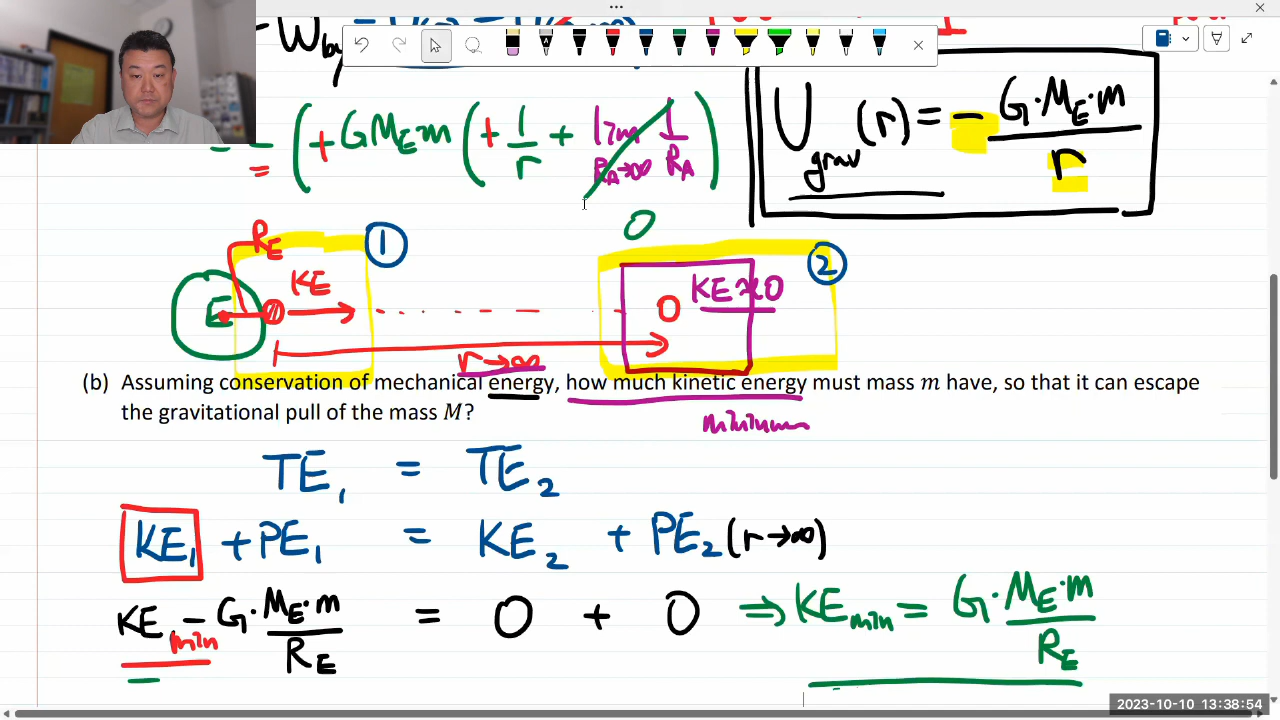 U_grav (r) = - G·M_E·m / r
= (+ G M_E m (+ 1/r + lim R_A→∞ 1/R_A )
0
R_E
1
2
KE
KE≈0
E
r→∞
(b) Assuming conservation of mechanical energy, how much kinetic energy must mass m have, so that it can escape
the gravitational pull of the mass M?
minimum
TE_1 = TE_2
KE_1 + PE_1 = KE_2 + PE_2 (r→∞)
KE_min - G·M_E·m / R_E = 0 + 0 ⇒ KE_min = G·M_E·m / R_E
2023-10-10 13:38:54